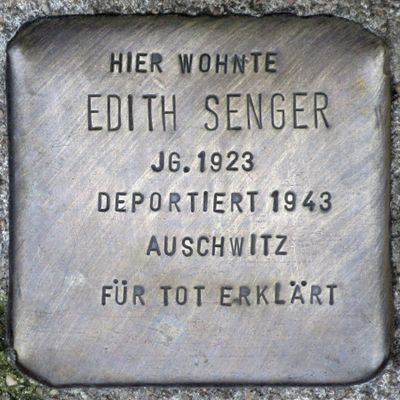 HIER WOHNTE
EDITH SENGER
JG. 1923
DEPORTIERT 1943
AUSCHWITZ
FÜR TOT ERKLÄRT